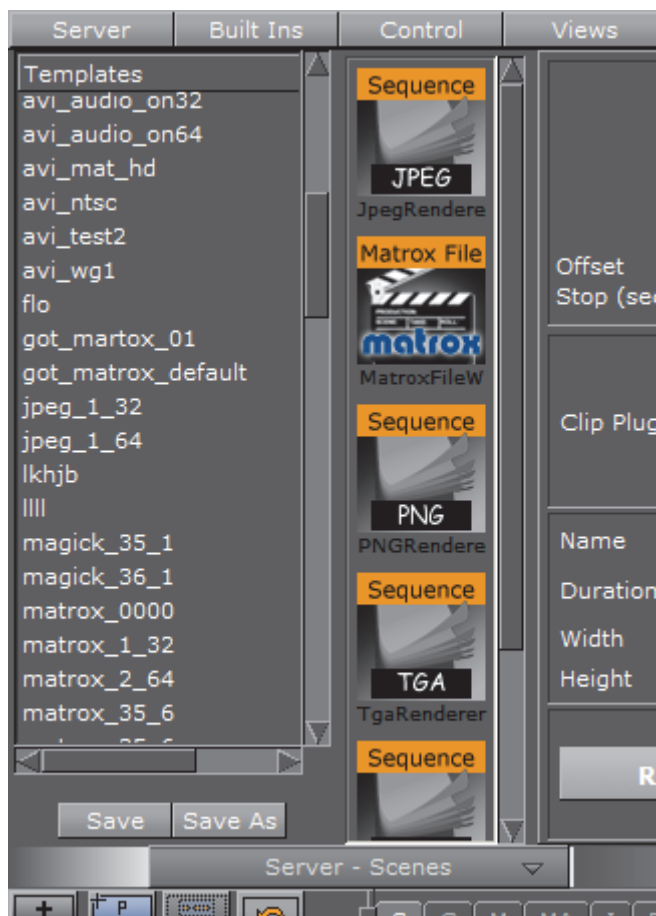 Server Built Ins Control Views
Templates
avi_audio_on32
avi_audio_on64
avi_mat_hd
avi_ntsc
avi_test2
avi_wg1
flo
got_martox_01
got_matrox_default
jpeg_1_32
jpeg_1_64
lkhjb
llll
magick_35_1
magick_36_1
matrox_0000
matrox_1_32
matrox_2_64
matrox_35_6
Save Save As
Sequence
JPEG
JpegRendere
Matrox File
matrox
MatroxFileW
Sequence
PNG
PNGRendere
Sequence
TGA
TgaRenderer
Sequence
Offset
Stop (sec
Clip Plug
Name
Duration
Width
Height
R
Server - Scenes
P